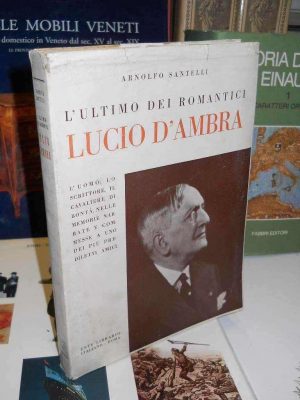 LE MOBILI VENETI
domestico in Veneto dal sec. XV al sec. XIX
ARNOLFO SANTELLI
L'ULTIMO DEI ROMANTICI
LUCIO D'AMBRA
L'UOMO, LO
SCRITTORE, IL
CAVALIERE DI
BONTÀ, NELLE
MEMORIE NAR
RATE E COM
MESSE A UNO
DEI PIÙ PRE
DILETTI AMICI
ORIA D
EINAU
1
CARATTERI OR
FABBRI EDITORI